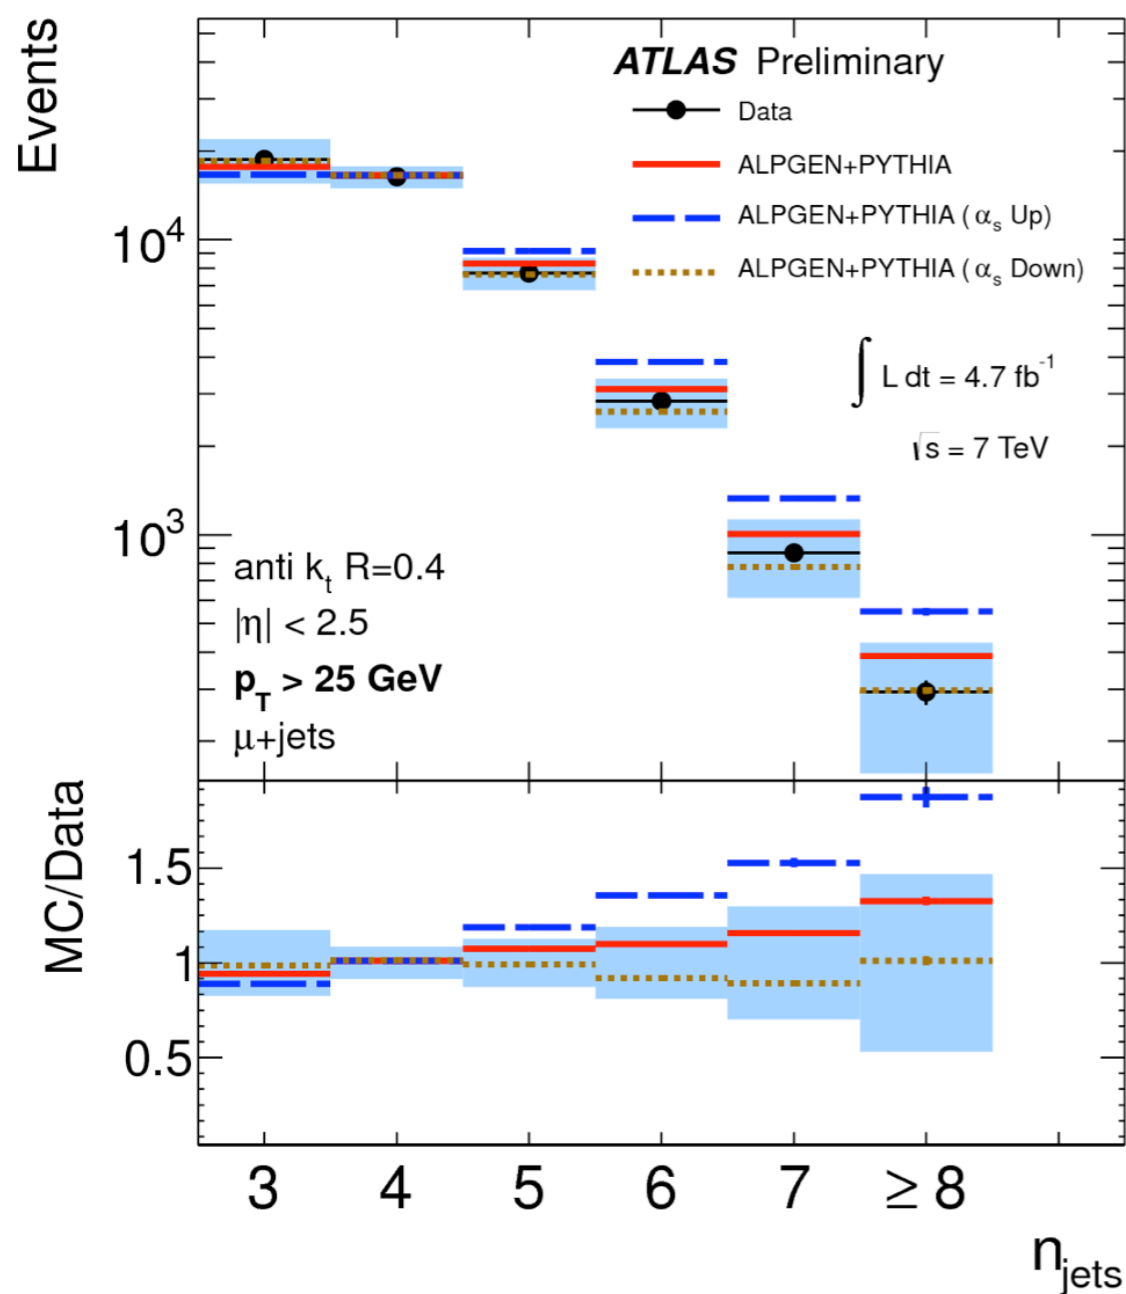 Events
ATLAS Preliminary
Data
ALPGEN+PYTHIA
ALPGEN+PYTHIA ( αs Up)
ALPGEN+PYTHIA ( αs Down)
10^4
∫ L dt = 4.7 fb^-1
√s = 7 TeV
10^3
anti kt R=0.4
|η| < 2.5
pT > 25 GeV
μ+jets
MC/Data
1.5
1
0.5
3 4 5 6 7 ≥ 8
njets